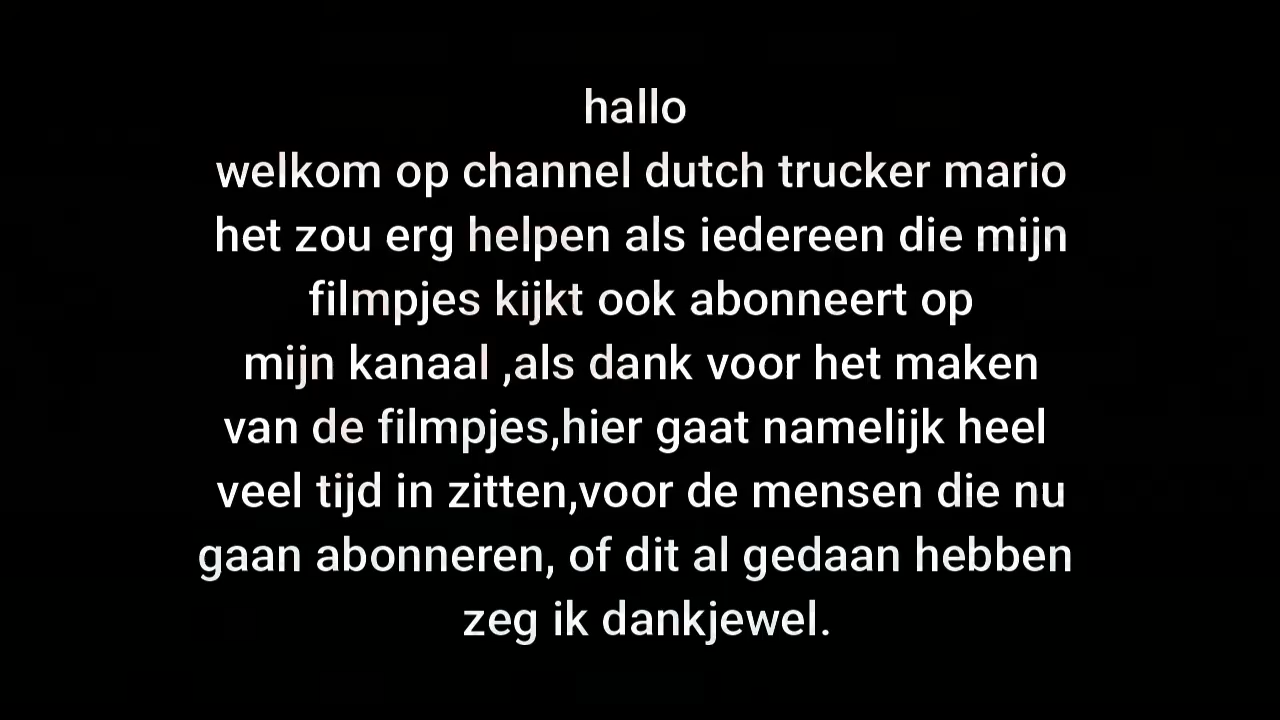 hallo
welkom op channel dutch trucker mario
het zou erg helpen als iedereen die mijn
filmpjes kijkt ook abonneert op
mijn kanaal ,als dank voor het maken
van de filmpjes,hier gaat namelijk heel
veel tijd in zitten,voor de mensen die nu
gaan abonneren, of dit al gedaan hebben
zeg ik dankjewel.